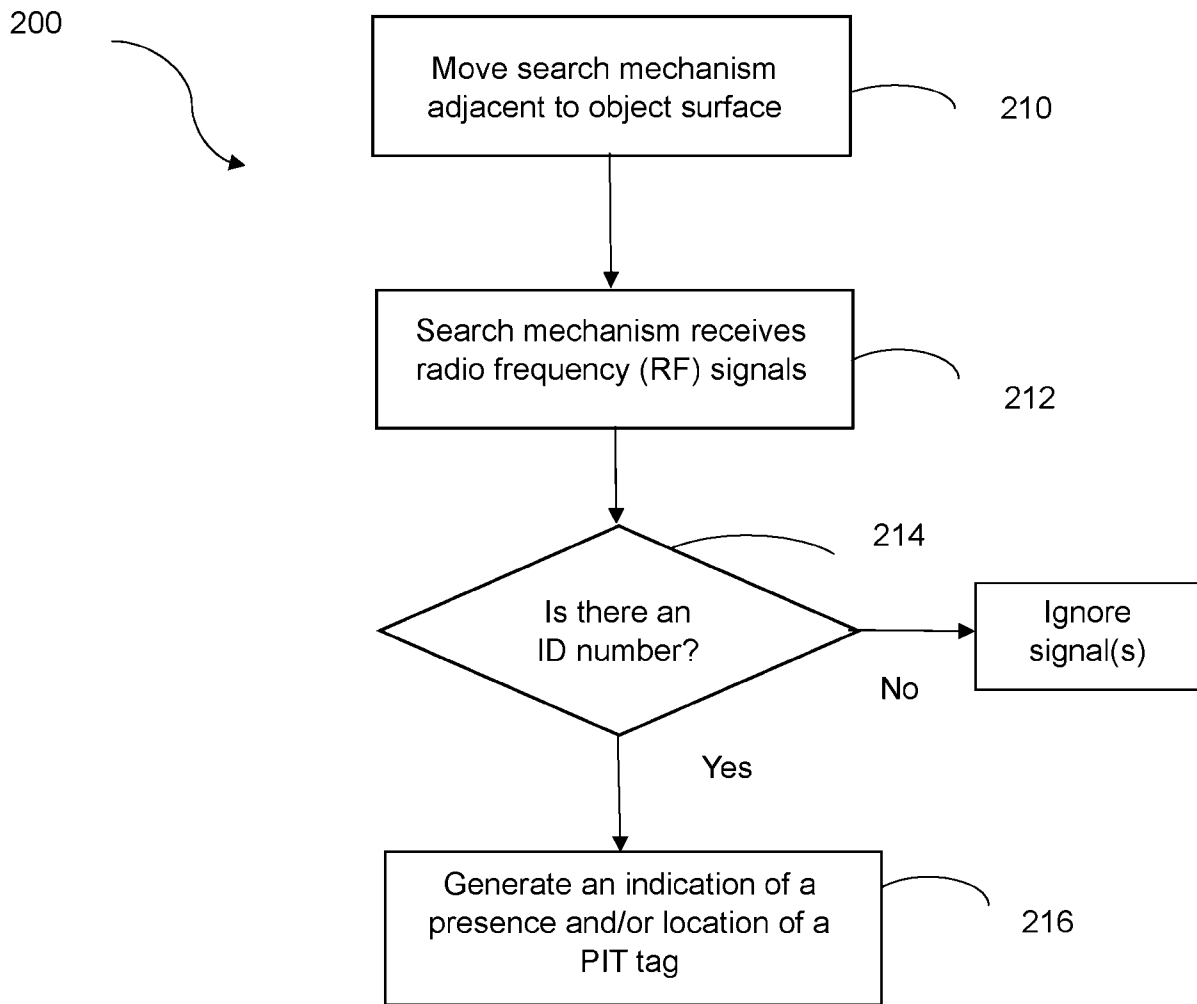 200
Move search mechanism
adjacent to object surface
210
Search mechanism receives
radio frequency (RF) signals
212
214
Is there an
ID number?
Ignore
signal(s)
No
Yes
Generate an indication of a
presence and/or location of a
PIT tag
216